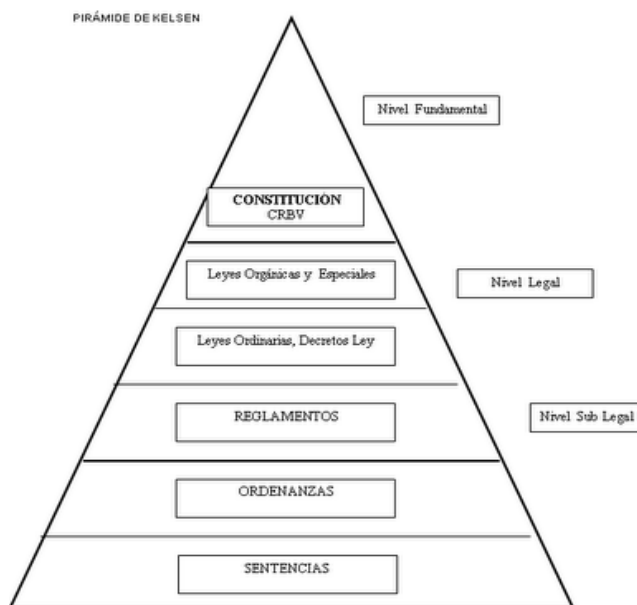 PIRÁMIDE DE KELSEN
Nivel Fundamental
CONSTITUCIÓN
CRBV
Leyes Orgánicas y Especiales
Nivel Legal
Leyes Ordinarias, Decretos Ley
REGLAMENTOS
Nivel Sub Legal
ORDENANZAS
SENTENCIAS